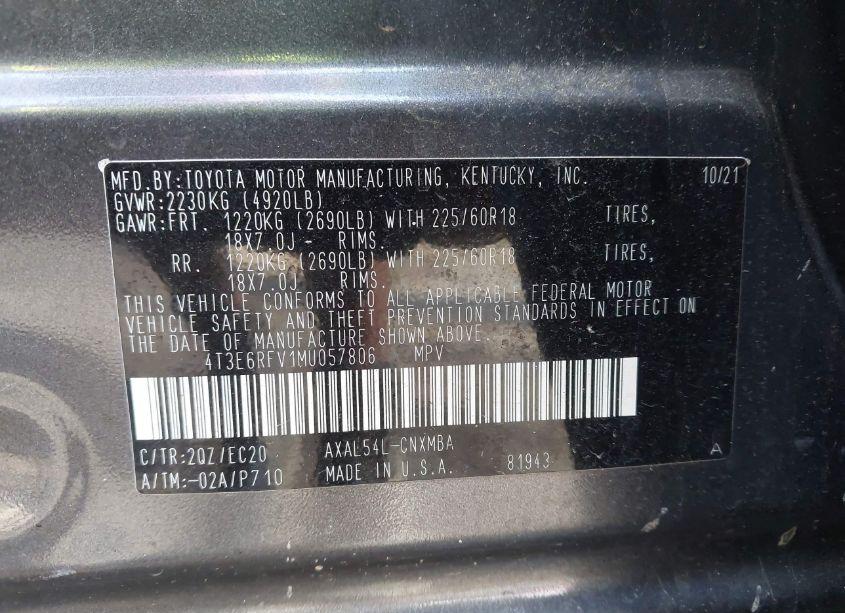 MFD.BY:TOYOTA MOTOR MANUFACTURING, KENTUCKY, INC. 10/21
GVWR:2230KG (4920LB)
GAWR:FRT. 1220KG (2690LB) WITH 225/60R18 TIRES,
18X7.0J - RIMS.
RR. 1220KG (2690LB) WITH 225/60R18 TIRES,
18X7.0J - RIMS.
THIS VEHICLE CONFORMS TO ALL APPLICABLE FEDERAL MOTOR
VEHICLE SAFETY AND THEFT PREVENTION STANDARDS IN EFFECT ON
THE DATE OF MANUFACTURE SHOWN ABOVE.
4T3E6RFV1MU057806 MPV
C/TR:20Z/EC20 AXAL54L-CNXMBA
A/TM:-02A/P710 MADE IN U.S.A. 81943 A